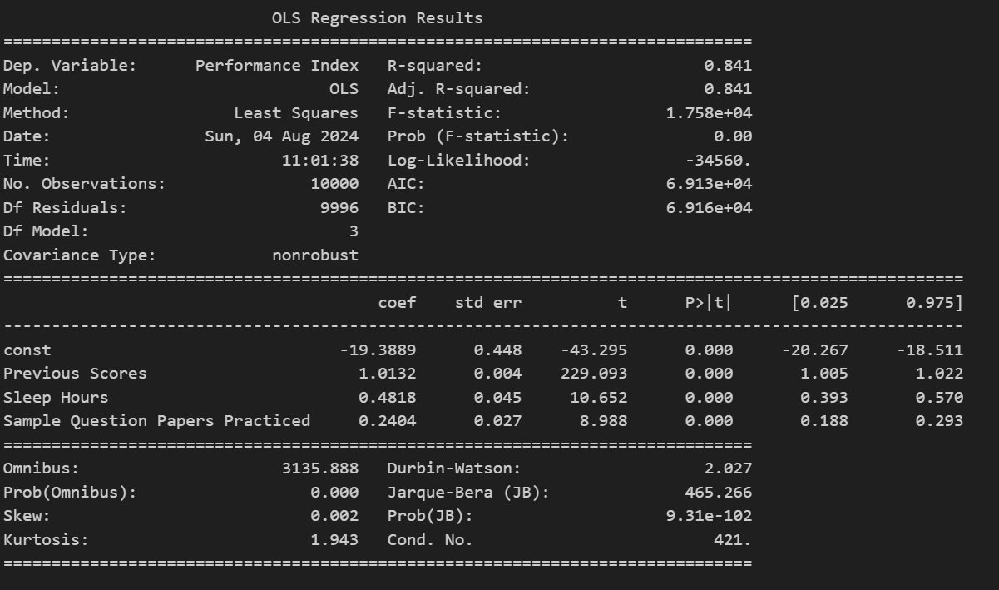 OLS Regression Results
==============================================================================
Dep. Variable:      Performance Index   R-squared:                       0.841
Model:                            OLS   Adj. R-squared:                  0.841
Method:                 Least Squares   F-statistic:                 1.758e+04
Date:                Sun, 04 Aug 2024   Prob (F-statistic):               0.00
Time:                        11:01:38   Log-Likelihood:                -34560.
No. Observations:               10000   AIC:                         6.913e+04
Df Residuals:                    9996   BIC:                         6.916e+04
Df Model:                           3
Covariance Type:            nonrobust
====================================================================================================
                                       coef    std err          t      P>|t|      [0.025      0.975]
----------------------------------------------------------------------------------------------------
const                              -19.3889      0.448    -43.295      0.000     -20.267     -18.511
Previous Scores                      1.0132      0.004    229.093      0.000       1.005       1.022
Sleep Hours                          0.4818      0.045     10.652      0.000       0.393       0.570
Sample Question Papers Practiced     0.2404      0.027      8.988      0.000       0.188       0.293
==============================================================================
Omnibus:                     3135.888   Durbin-Watson:                   2.027
Prob(Omnibus):                  0.000   Jarque-Bera (JB):              465.266
Skew:                           0.002   Prob(JB):                    9.31e-102
Kurtosis:                       1.943   Cond. No.                         421.
==============================================================================